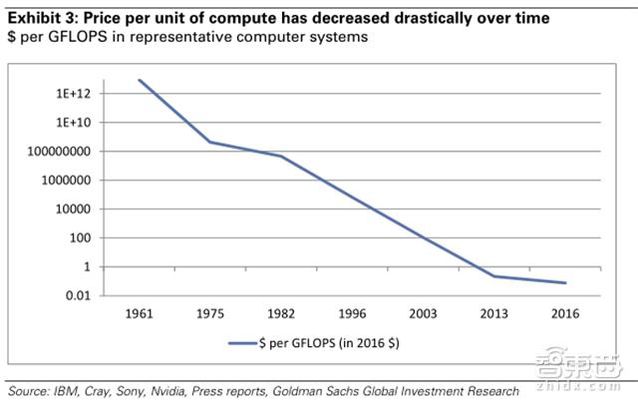 Exhibit 3: Price per unit of compute has decreased drastically over time
$ per GFLOPS in representative computer systems
1E+12
1E+10
100000000
1000000
10000
100
1
0.01
1961 1975 1982 1996 2003 2013 2016
$ per GFLOPS (in 2016 $)
智东西
zhidx.com
Source: IBM, Cray, Sony, Nvidia, Press reports, Goldman Sachs Global Investment Research